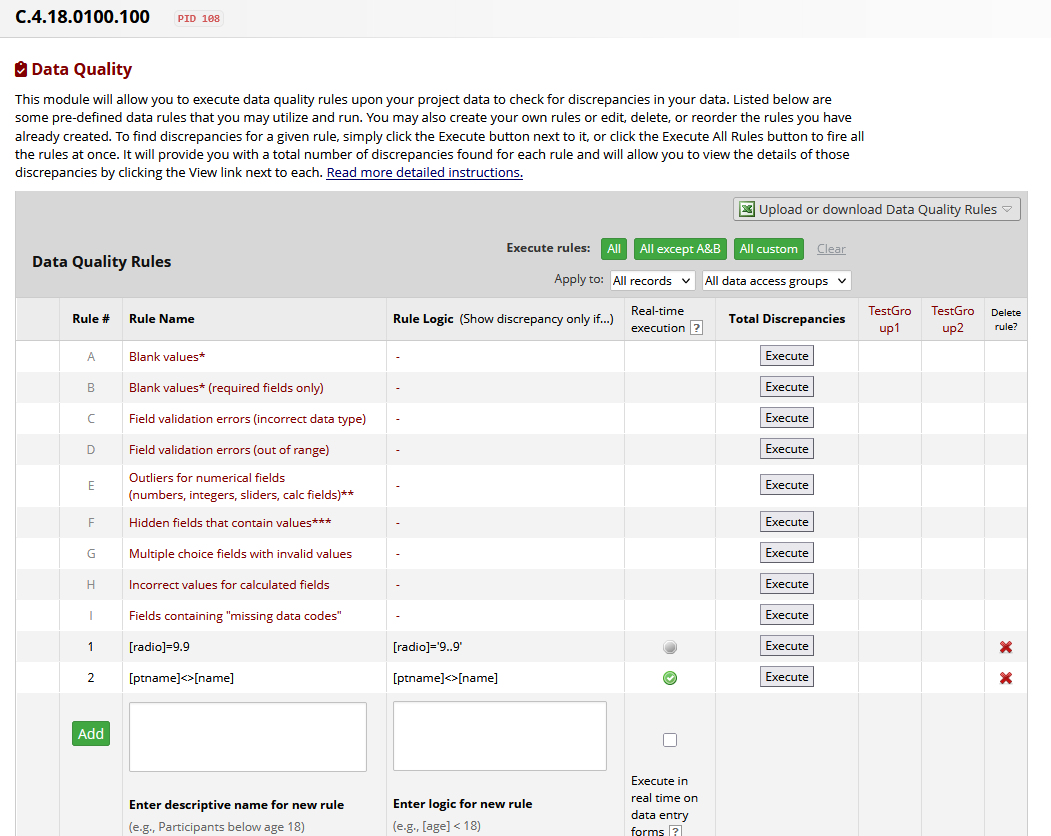 C.4.18.0100.100 PID 108
Data Quality
This module will allow you to execute data quality rules upon your project data to check for discrepancies in your data. Listed below are
some pre-defined data rules that you may utilize and run. You may also create your own rules or edit, delete, or reorder the rules you have
already created. To find discrepancies for a given rule, simply click the Execute button next to it, or click the Execute All Rules button to fire all
the rules at once. It will provide you with a total number of discrepancies found for each rule and will allow you to view the details of those
discrepancies by clicking the View link next to each. Read more detailed instructions.
Upload or download Data Quality Rules
Data Quality Rules
Execute rules: All All except A&B All custom Clear
Apply to: All records All data access groups
Rule # Rule Name Rule Logic (Show discrepancy only if...) Real-time execution ? Total Discrepancies TestGro up1 TestGro up2 Delete rule?
A Blank values* - Execute
B Blank values* (required fields only) - Execute
C Field validation errors (incorrect data type) - Execute
D Field validation errors (out of range) - Execute
E Outliers for numerical fields
(numbers, integers, sliders, calc fields)** - Execute
F Hidden fields that contain values*** - Execute
G Multiple choice fields with invalid values - Execute
H Incorrect values for calculated fields - Execute
I Fields containing "missing data codes" - Execute
1 [radio]=9.9 [radio]='9..9' Execute
2 [ptname]<>[name] [ptname]<>[name] Execute
Add
Enter descriptive name for new rule
(e.g., Participants below age 18)
Enter logic for new rule
(e.g., [age] < 18)
Execute in
real time on
data entry
forms ?